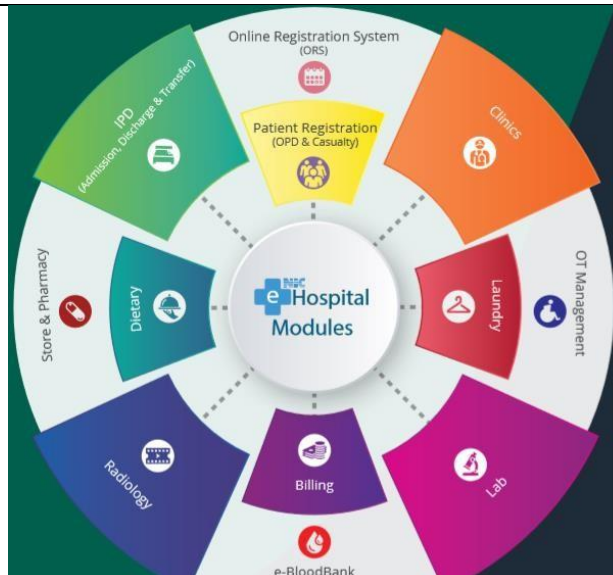 Online Registration System
(ORS)
Patient Registration
(OPD & Casualty)
IPD
(Admission, Discharge & Transfer)
Clinics
Store & Pharmacy
Dietary
NIC
e Hospital
Modules
Laundry
OT Management
Radiology
Billing
Lab
e-BloodBank